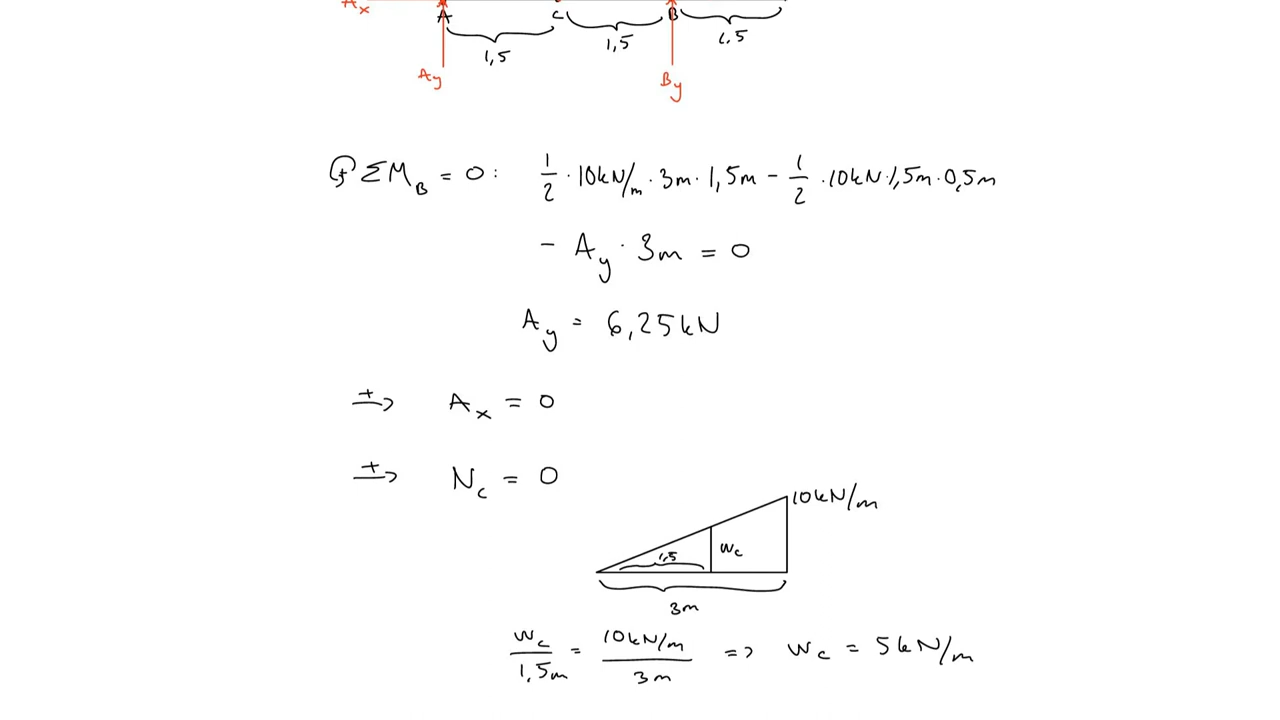 Ax A C B
1,5 1,5 1,5
Ay By
↶+ ΣM_B = 0: 1/2 · 10kN/m · 3m · 1,5m - 1/2 · 10kN · 1,5m · 0,5m
- Ay · 3m = 0
Ay = 6,25kN
+→ Ax = 0
+→ Nc = 0
10kN/m
1,5 wc
3m
wc/1,5m = 10kN/m/3m => wc = 5kN/m